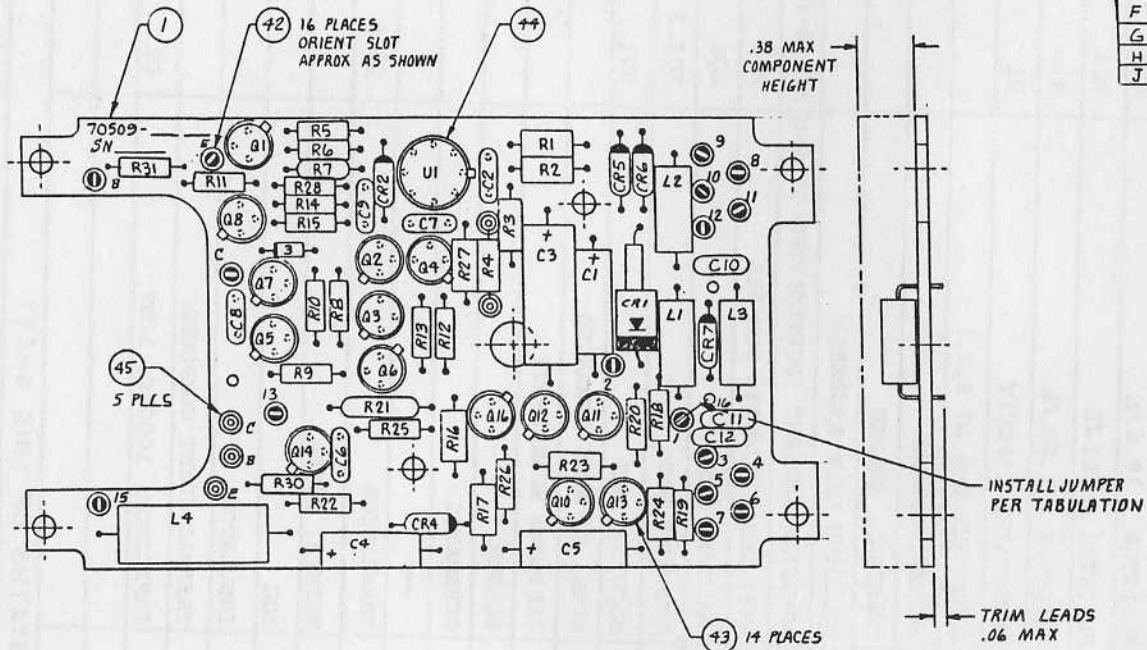 1
42
16 PLACES
ORIENT SLOT
APPROX AS SHOWN
44
.38 MAX
COMPONENT
HEIGHT
F
G
H
J
70509-
SN
E
Q1
R5
R6
R7
R28
R14
R15
CR2
U1
C2
R1
R2
CR5
CR6
L2
9
8
10
11
12
R31
B
R11
Q8
C9
C7
R3
3
C
Q7
Q2
Q4
R27
R4
C3
C1
C10
C8
R10
R8
Q3
R13
R12
CR1
L1
CR7
L3
Q5
R9
Q6
2
45
5 PLCS
13
R21
R25
R16
Q16
Q12
Q11
R20
R18
1
16
C11
C12
C
B
E
Q14
C6
R30
R22
R26
R17
R23
3
4
5
6
7
15
L4
CR4
Q10
Q13
R24
R19
C4
C5
INSTALL JUMPER
PER TABULATION
TRIM LEADS
.06 MAX
43
14 PLACES